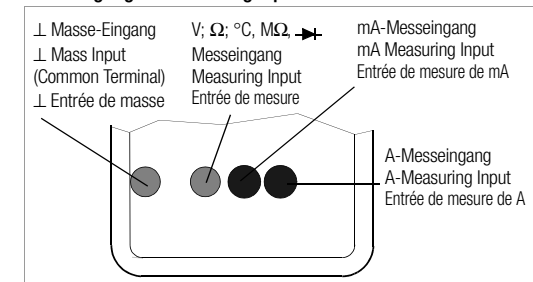 ⊥ Masse-Eingang
⊥ Mass Input
(Common Terminal)
⊥ Entrée de masse
V; Ω; °C, MΩ,
Messeingang
Measuring Input
Entrée de mesure
mA-Messeingang
mA Measuring Input
Entrée de mesure de mA
A-Messeingang
A-Measuring Input
Entrée de mesure de A